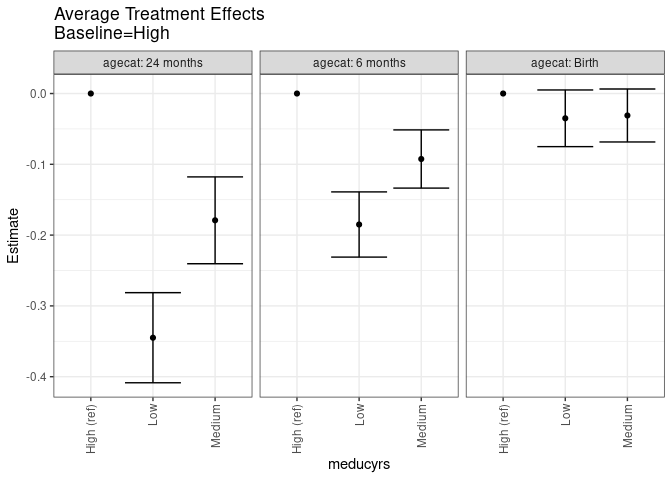 Average Treatment Effects
Baseline=High
agecat: 24 months
agecat: 6 months
agecat: Birth
0.0
-0.1
-0.2
-0.3
-0.4
Estimate
High (ref)
Low
Medium
High (ref)
Low
Medium
High (ref)
Low
Medium
meducyrs